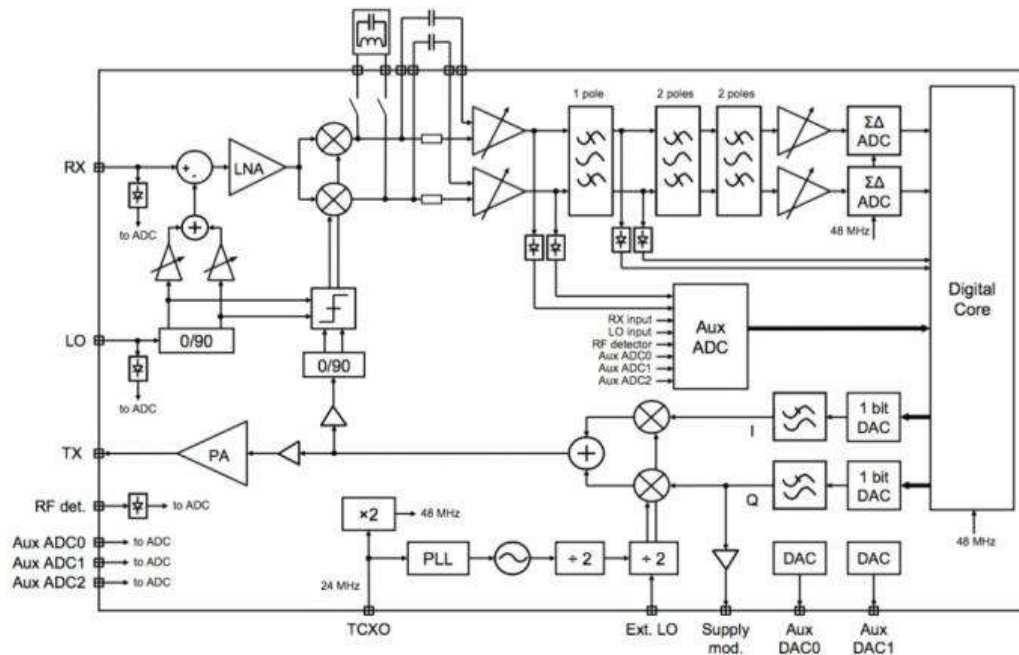 1 pole
2 poles
2 poles
RX
+
-
LNA
ΣΔ
ADC
ΣΔ
ADC
48 MHz
to ADC
+
Digital
Core
LO
0/90
0/90
to ADC
RX input
LO input
RF detector
Aux ADC0
Aux ADC1
Aux ADC2
Aux
ADC
TX
PA
+
I
1 bit
DAC
Q
1 bit
DAC
RF det.
to ADC
Aux ADC0
to ADC
Aux ADC1
to ADC
Aux ADC2
to ADC
×2
48 MHz
24 MHz
PLL
÷ 2
÷ 2
DAC
DAC
48 MHz
TCXO
Ext. LO
Supply
mod.
Aux
DAC0
Aux
DAC1